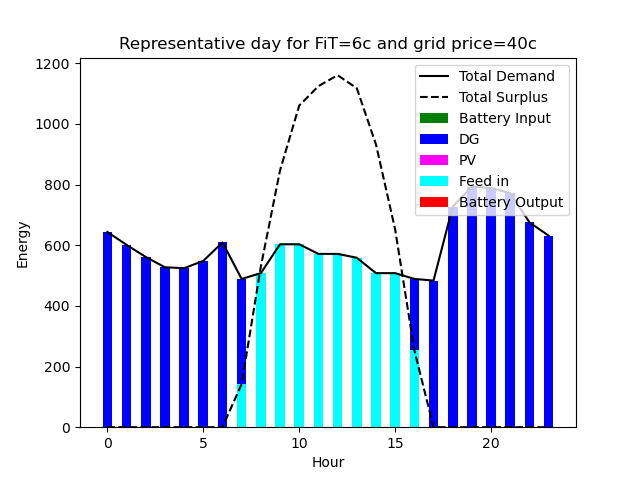 Representative day for FiT=6c and grid price=40c
1200
1000
800
600
400
200
0
Energy
Total Demand
Total Surplus
Battery Input
DG
PV
Feed in
Battery Output
0 5 10 15 20
Hour